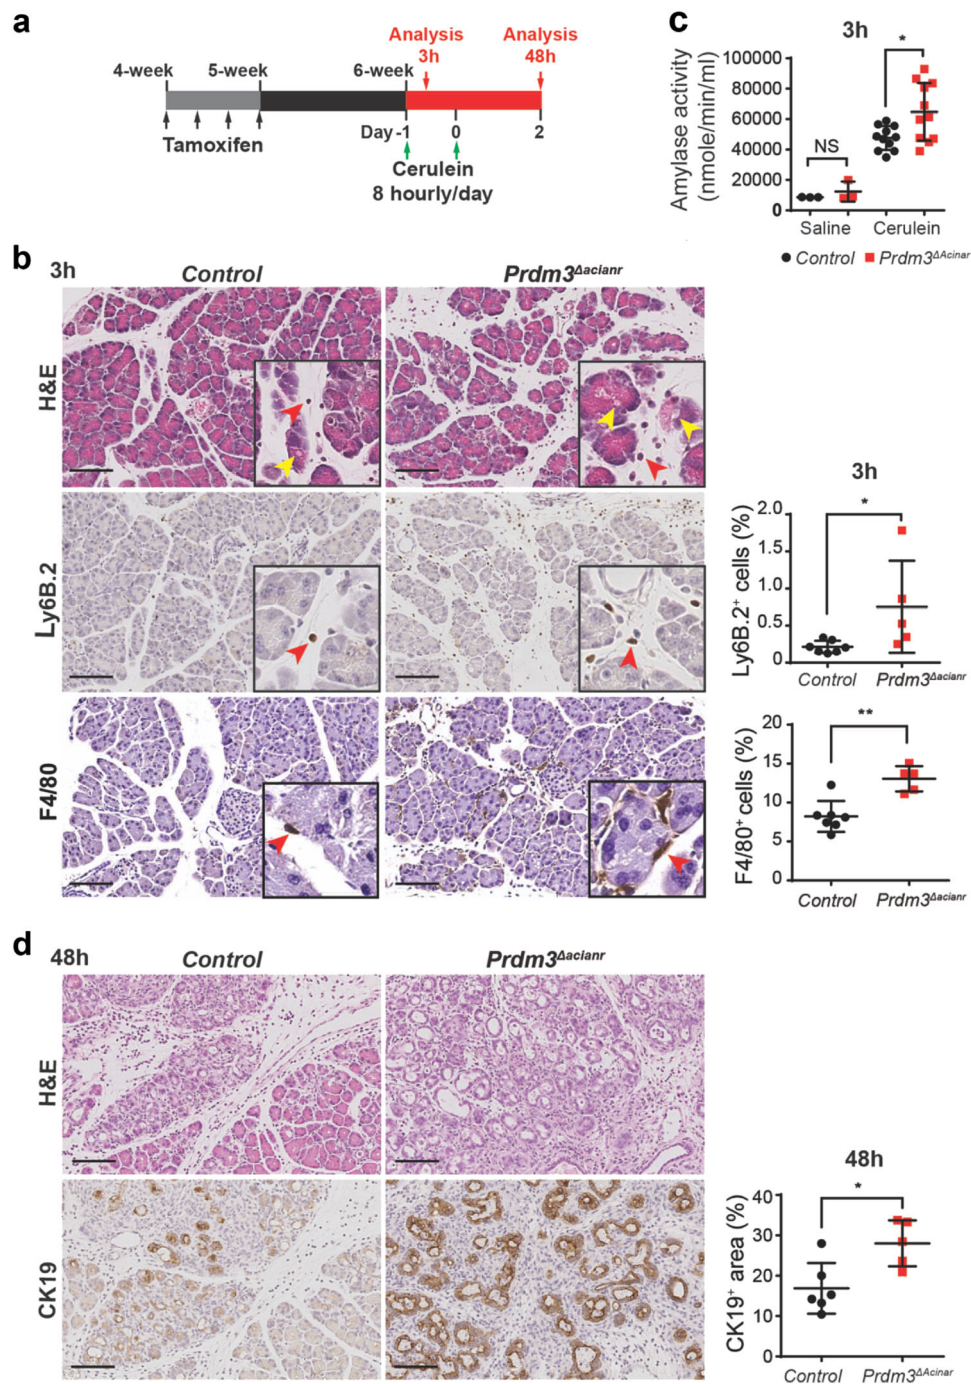 a
Analysis
3h
Analysis
48h
4-week
5-week
6-week
Tamoxifen
Day -1
0
2
Cerulein
8 hourly/day
c
3h
Amylase activity
(nmole/min/ml)
100000
80000
60000
40000
20000
0
NS
*
Saline
Cerulein
Control
Prdm3ΔAcinar
b
3h
Control
Prdm3Δacianr
H&E
Ly6B.2
F4/80
3h
Ly6B.2+ cells (%)
2.0
1.5
1.0
0.5
0
*
Control
Prdm3Δacianr
F4/80+ cells (%)
20
15
10
5
0
**
Control
Prdm3Δacianr
d
48h
Control
Prdm3Δacianr
H&E
CK19
48h
CK19+ area (%)
40
30
20
10
0
*
Control
Prdm3ΔAcinar